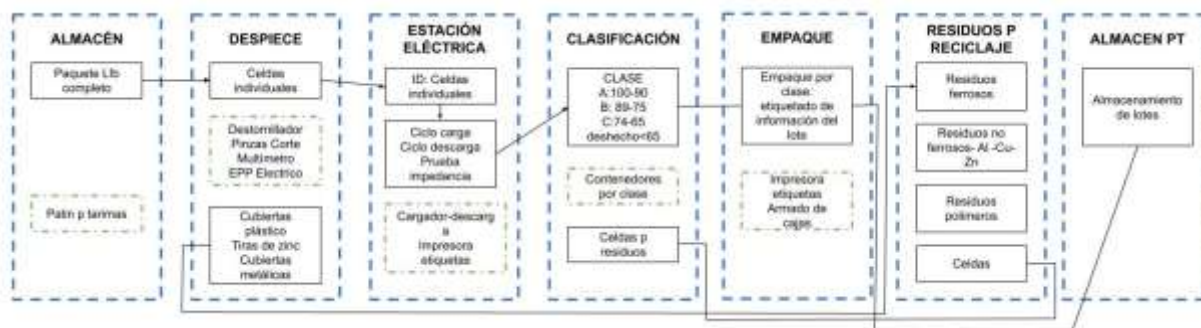 ALMACÉN
Paquete LIb
completo
Patin p tarimas
DESPIECE
Celdas
individuales
Destornillador
Pinzas Corte
Multímetro
EPP Electrico
Cubiertas
plástico
Tiras de zinc
Cubiertas
metálicas
ESTACIÓN
ELÉCTRICA
ID: Celdas
individuales
Ciclo carga
Ciclo descarga
Prueba
impedancia
Cargador-descarg
a
Impresora
etiquetas
CLASIFICACIÓN
CLASE
A:100-90
B: 89-75
C:74-65
deshecho<65
Contenedores
por clase
Celdas p
residuos
EMPAQUE
Empaque por
clase:
etiquetado de
información del
lote
Impresora
etiquetas
Armado de
cajas
RESIDUOS P
RECICLAJE
Residuos
ferrosos
Residuos no
ferrosos- Al -Cu-
Zn
Residuos
polimeros
Celdas
ALMACEN PT
Almacenamiento
de lotes